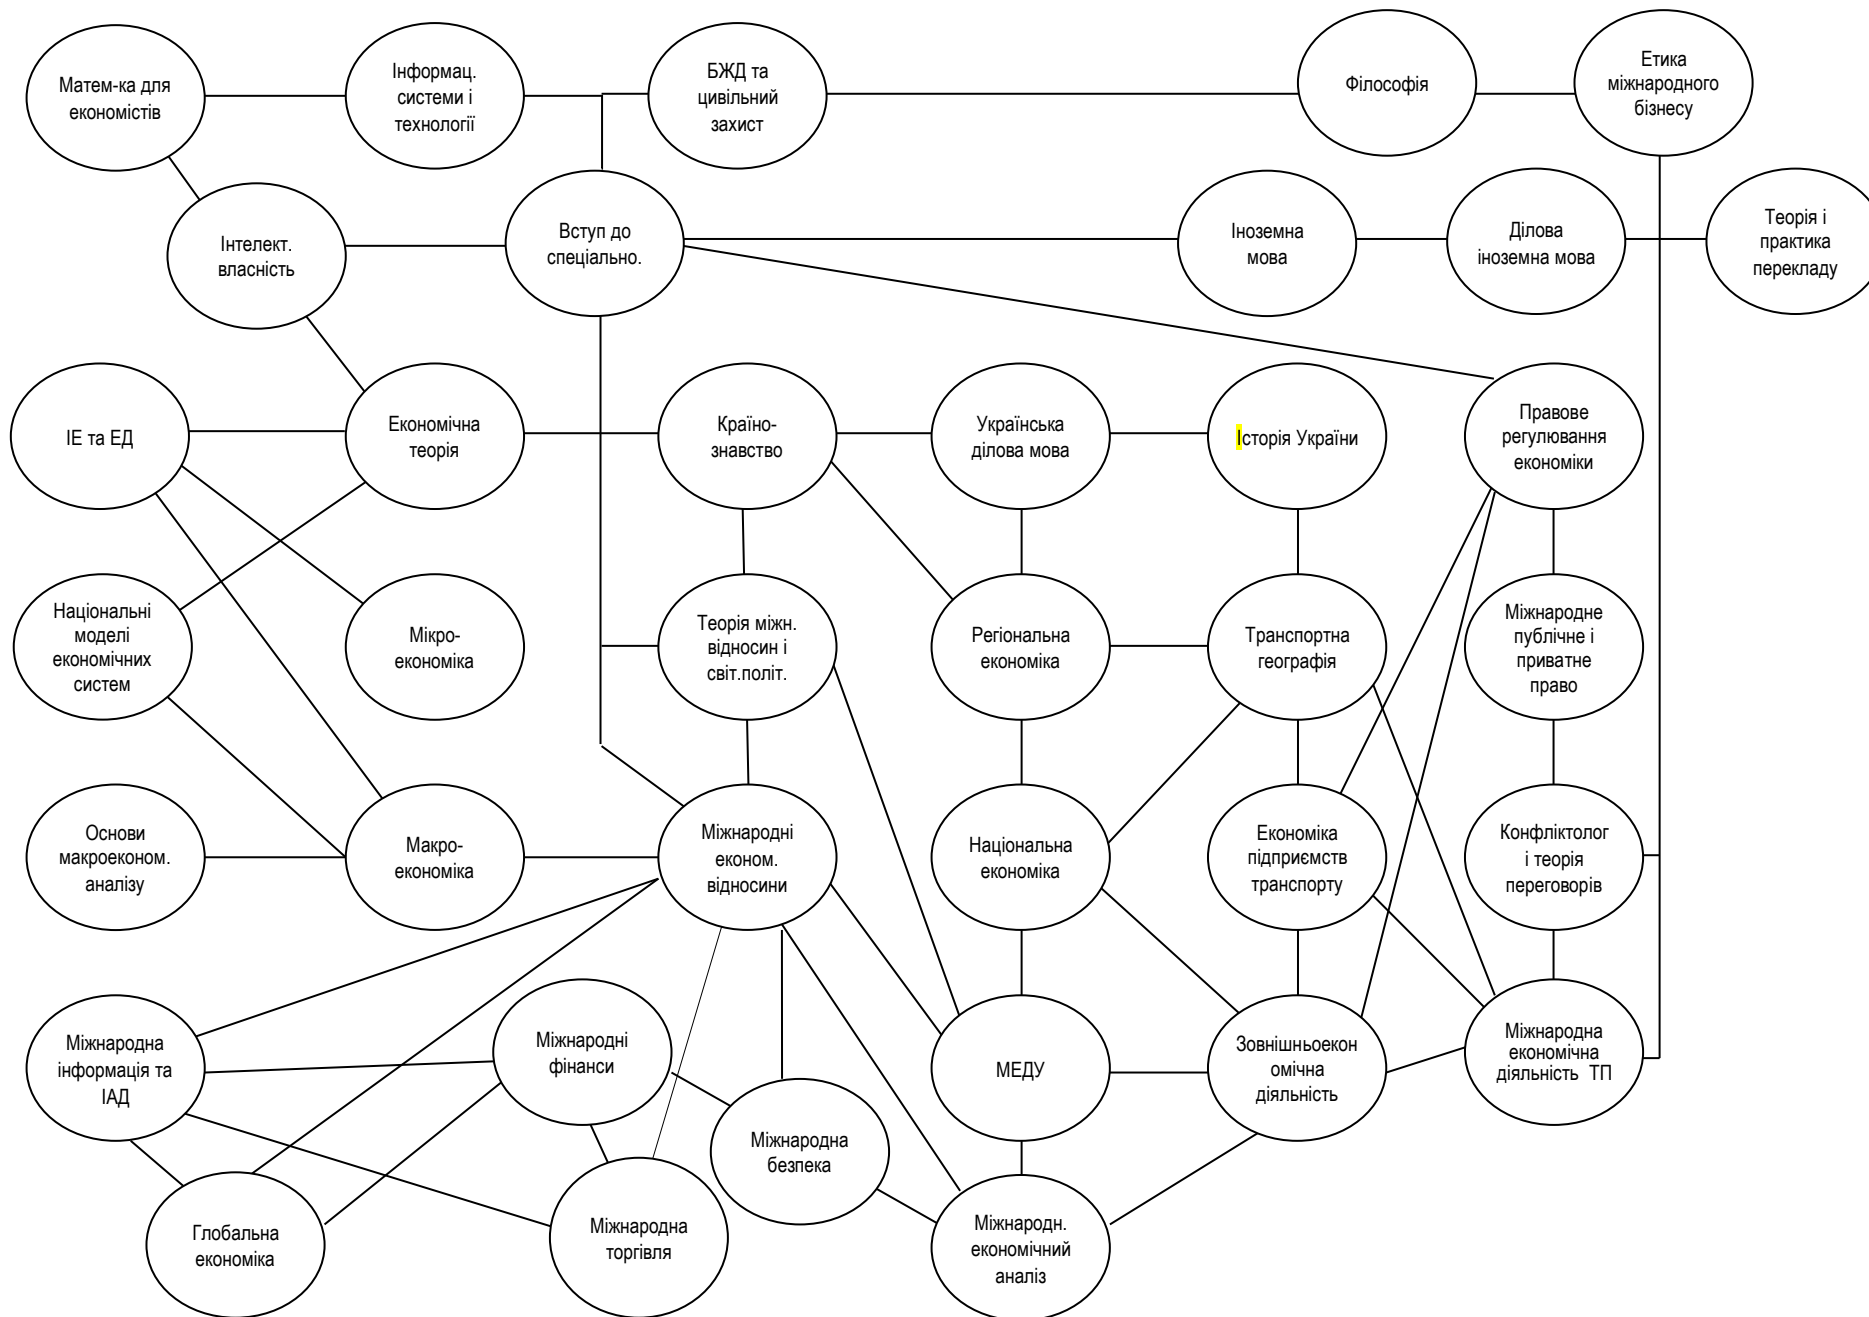 Матем-ка для
економістів
Інформац.
системи і
технології
БЖД та
цивільний
захист
Філософія
Етика
міжнародного
бізнесу
Інтелект.
власність
Вступ до
спеціально.
Іноземна
мова
Ділова
іноземна мова
Теорія і
практика
перекладу
ІЕ та ЕД
Економічна
теорія
Країно-
знавство
Українська
ділова мова
Історія України
Правове
регулювання
економіки
Національні
моделі
економічних
систем
Мікро-
економіка
Теорія міжн.
відносин і
світ.політ.
Регіональна
економіка
Транспортна
географія
Міжнародне
публічне і
приватне
право
Основи
макроеконом.
аналізу
Макро-
економіка
Міжнародні
економ.
відносини
Національна
економіка
Економіка
підприємств
транспорту
Конфліктолог
і теорія
переговорів
Міжнародна
інформація та
ІАД
Міжнародні
фінанси
Міжнародна
безпека
МЕДУ
Зовнішньоекон
омічна
діяльність
Міжнародна
економічна
діяльність ТП
Глобальна
економіка
Міжнародна
торгівля
Міжнародн.
економічний
аналіз